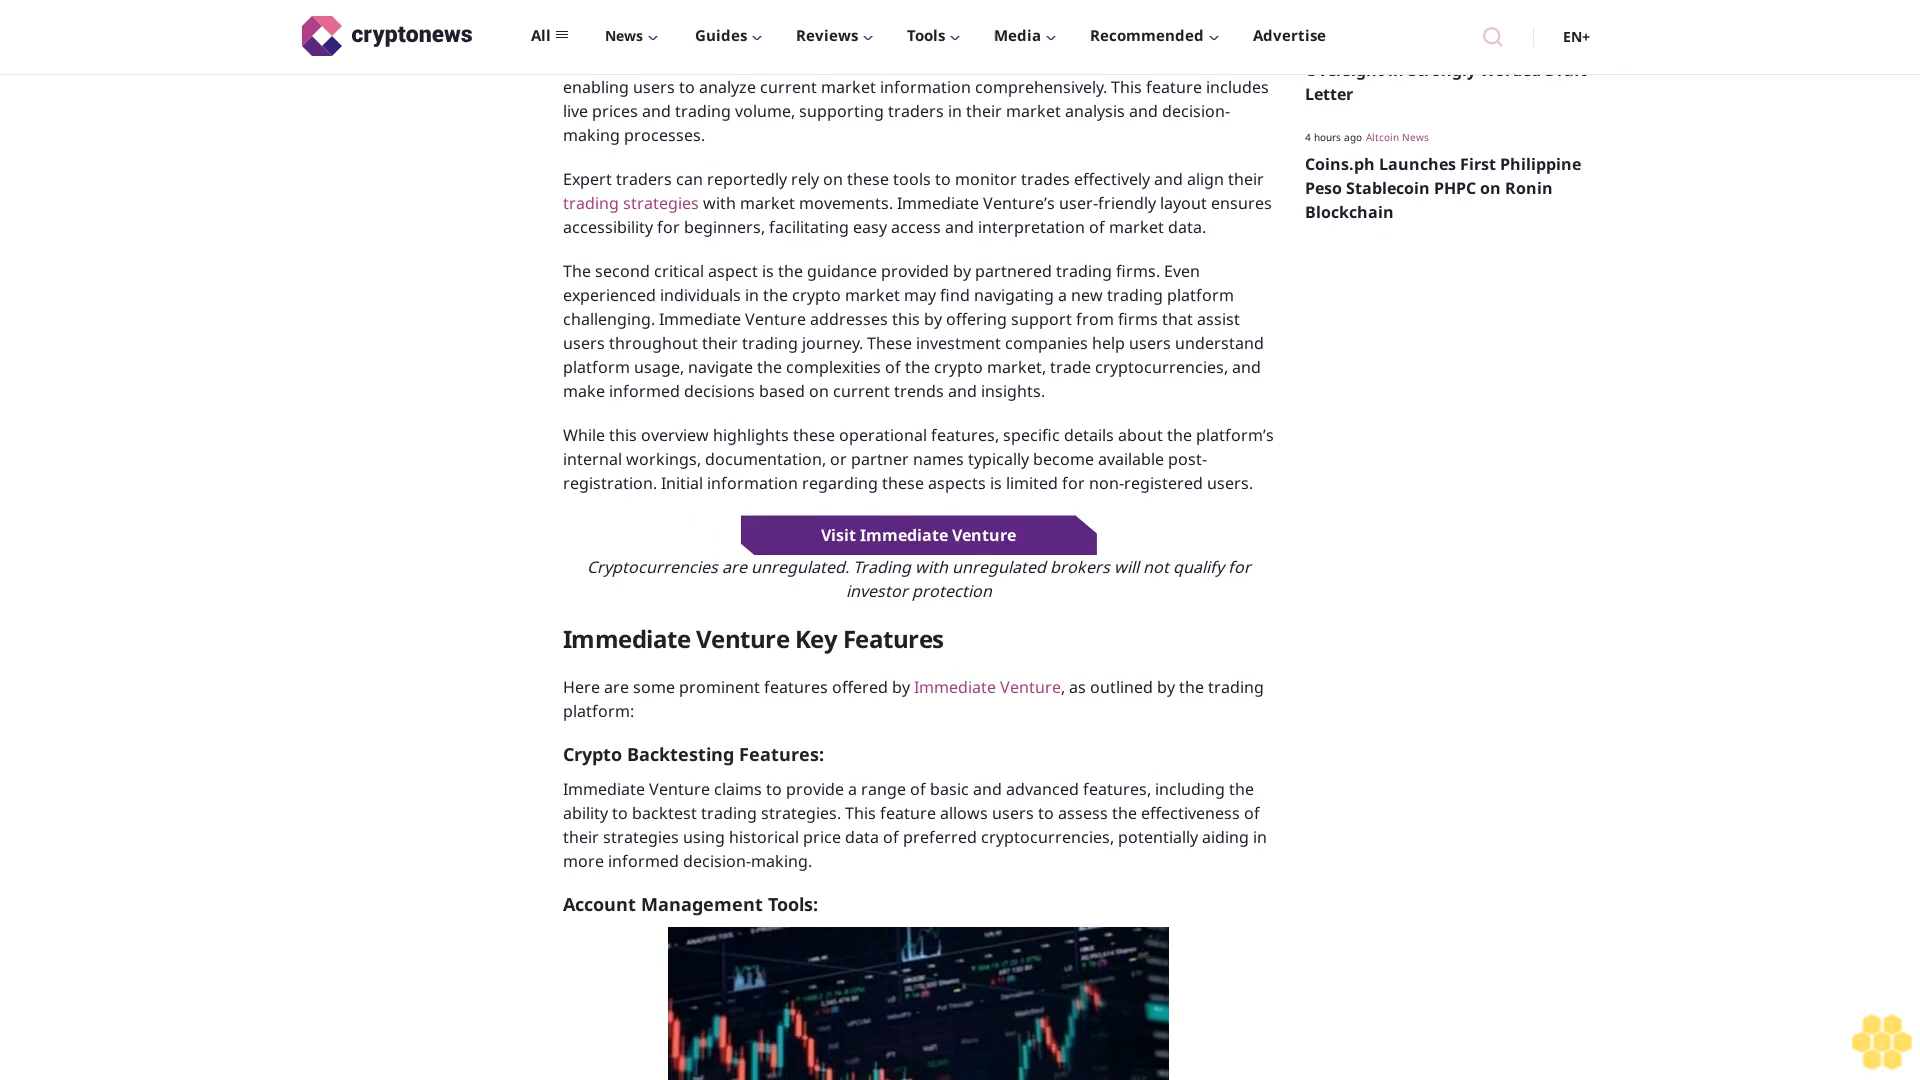 cryptonews
All
News
Guides
Reviews
Tools
Media
Recommended
Advertise
EN+
enabling users to analyze current market information comprehensively. This feature includes
live prices and trading volume, supporting traders in their market analysis and decision-
making processes.
Expert traders can reportedly rely on these tools to monitor trades effectively and align their
trading strategies with market movements. Immediate Venture’s user-friendly layout ensures
accessibility for beginners, facilitating easy access and interpretation of market data.
The second critical aspect is the guidance provided by partnered trading firms. Even
experienced individuals in the crypto market may find navigating a new trading platform
challenging. Immediate Venture addresses this by offering support from firms that assist
users throughout their trading journey. These investment companies help users understand
platform usage, navigate the complexities of the crypto market, trade cryptocurrencies, and
make informed decisions based on current trends and insights.
While this overview highlights these operational features, specific details about the platform’s
internal workings, documentation, or partner names typically become available post-
registration. Initial information regarding these aspects is limited for non-registered users.
Visit Immediate Venture
Cryptocurrencies are unregulated. Trading with unregulated brokers will not qualify for
investor protection
Immediate Venture Key Features
Here are some prominent features offered by Immediate Venture, as outlined by the trading
platform:
Crypto Backtesting Features:
Immediate Venture claims to provide a range of basic and advanced features, including the
ability to backtest trading strategies. This feature allows users to assess the effectiveness of
their strategies using historical price data of preferred cryptocurrencies, potentially aiding in
more informed decision-making.
Account Management Tools:
Letter
4 hours ago Altcoin News
Coins.ph Launches First Philippine
Peso Stablecoin PHPC on Ronin
Blockchain